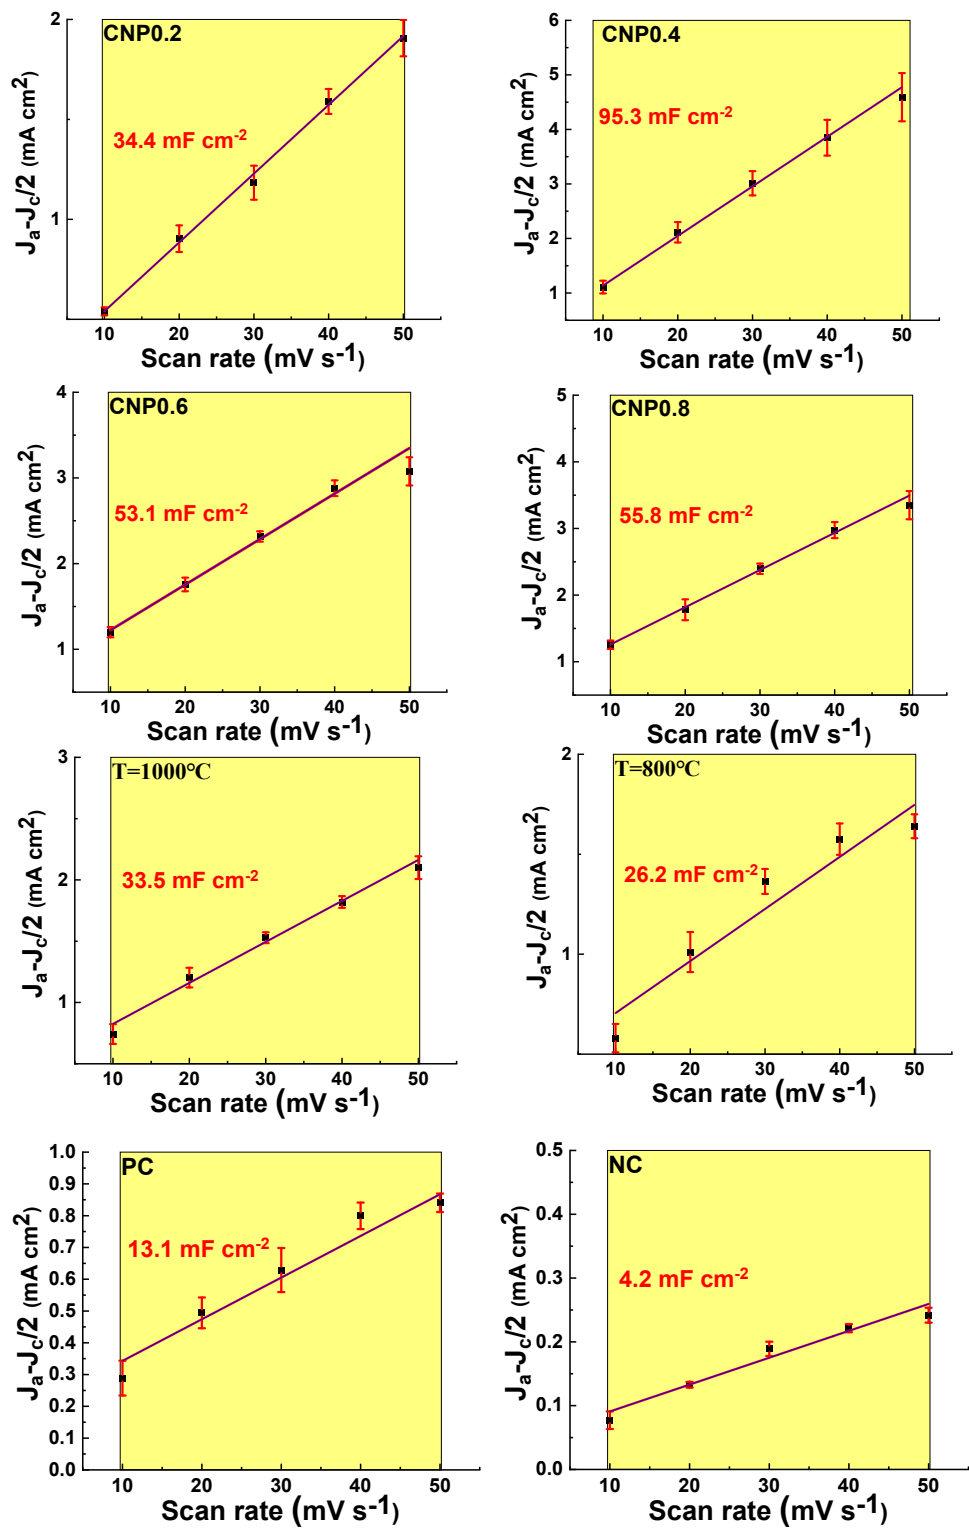 CNP0.2
34.4 mF cm-2
Ja-Jc/2 (mA cm2)
2
1
10 20 30 40 50
Scan rate (mV s-1)
CNP0.4
95.3 mF cm-2
Ja-Jc/2 (mA cm2)
6
5
4
3
2
1
10 20 30 40 50
Scan rate (mV s-1)
CNP0.6
53.1 mF cm-2
Ja-Jc/2 (mA cm2)
4
3
2
1
10 20 30 40 50
Scan rate (mV s-1)
CNP0.8
55.8 mF cm-2
Ja-Jc/2 (mA cm2)
5
4
3
2
1
10 20 30 40 50
Scan rate (mV s-1)
T=1000°C
33.5 mF cm-2
Ja-Jc/2 (mA cm2)
3
2
1
10 20 30 40 50
Scan rate (mV s-1)
T=800°C
26.2 mF cm-2
Ja-Jc/2 (mA cm2)
2
1
10 20 30 40 50
Scan rate (mV s-1)
PC
13.1 mF cm-2
Ja-Jc/2 (mA cm2)
1.0
0.9
0.8
0.7
0.6
0.5
0.4
0.3
0.2
0.1
0.0
10 20 30 40 50
Scan rate (mV s-1)
NC
4.2 mF cm-2
Ja-Jc/2 (mA cm2)
0.5
0.4
0.3
0.2
0.1
0.0
10 20 30 40 50
Scan rate (mV s-1)